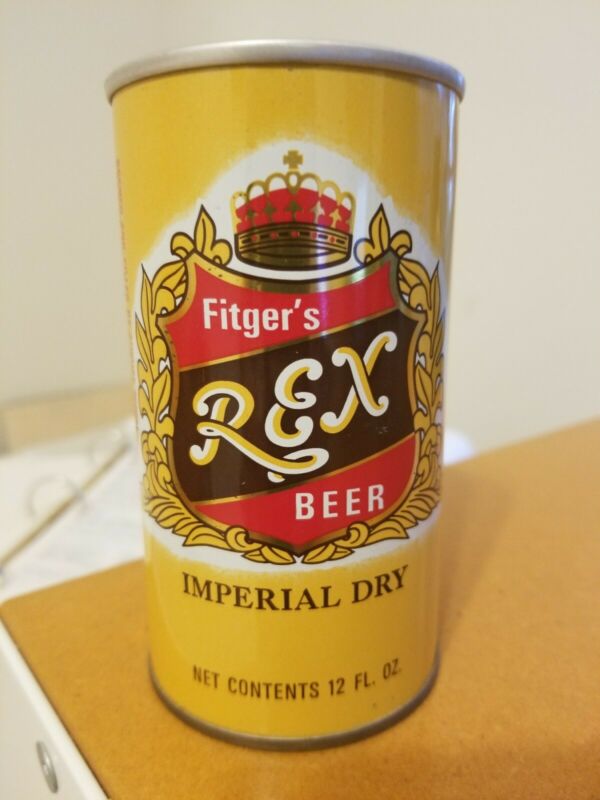 Fitger's
REX
BEER
IMPERIAL DRY
NET CONTENTS 12 FL. OZ.